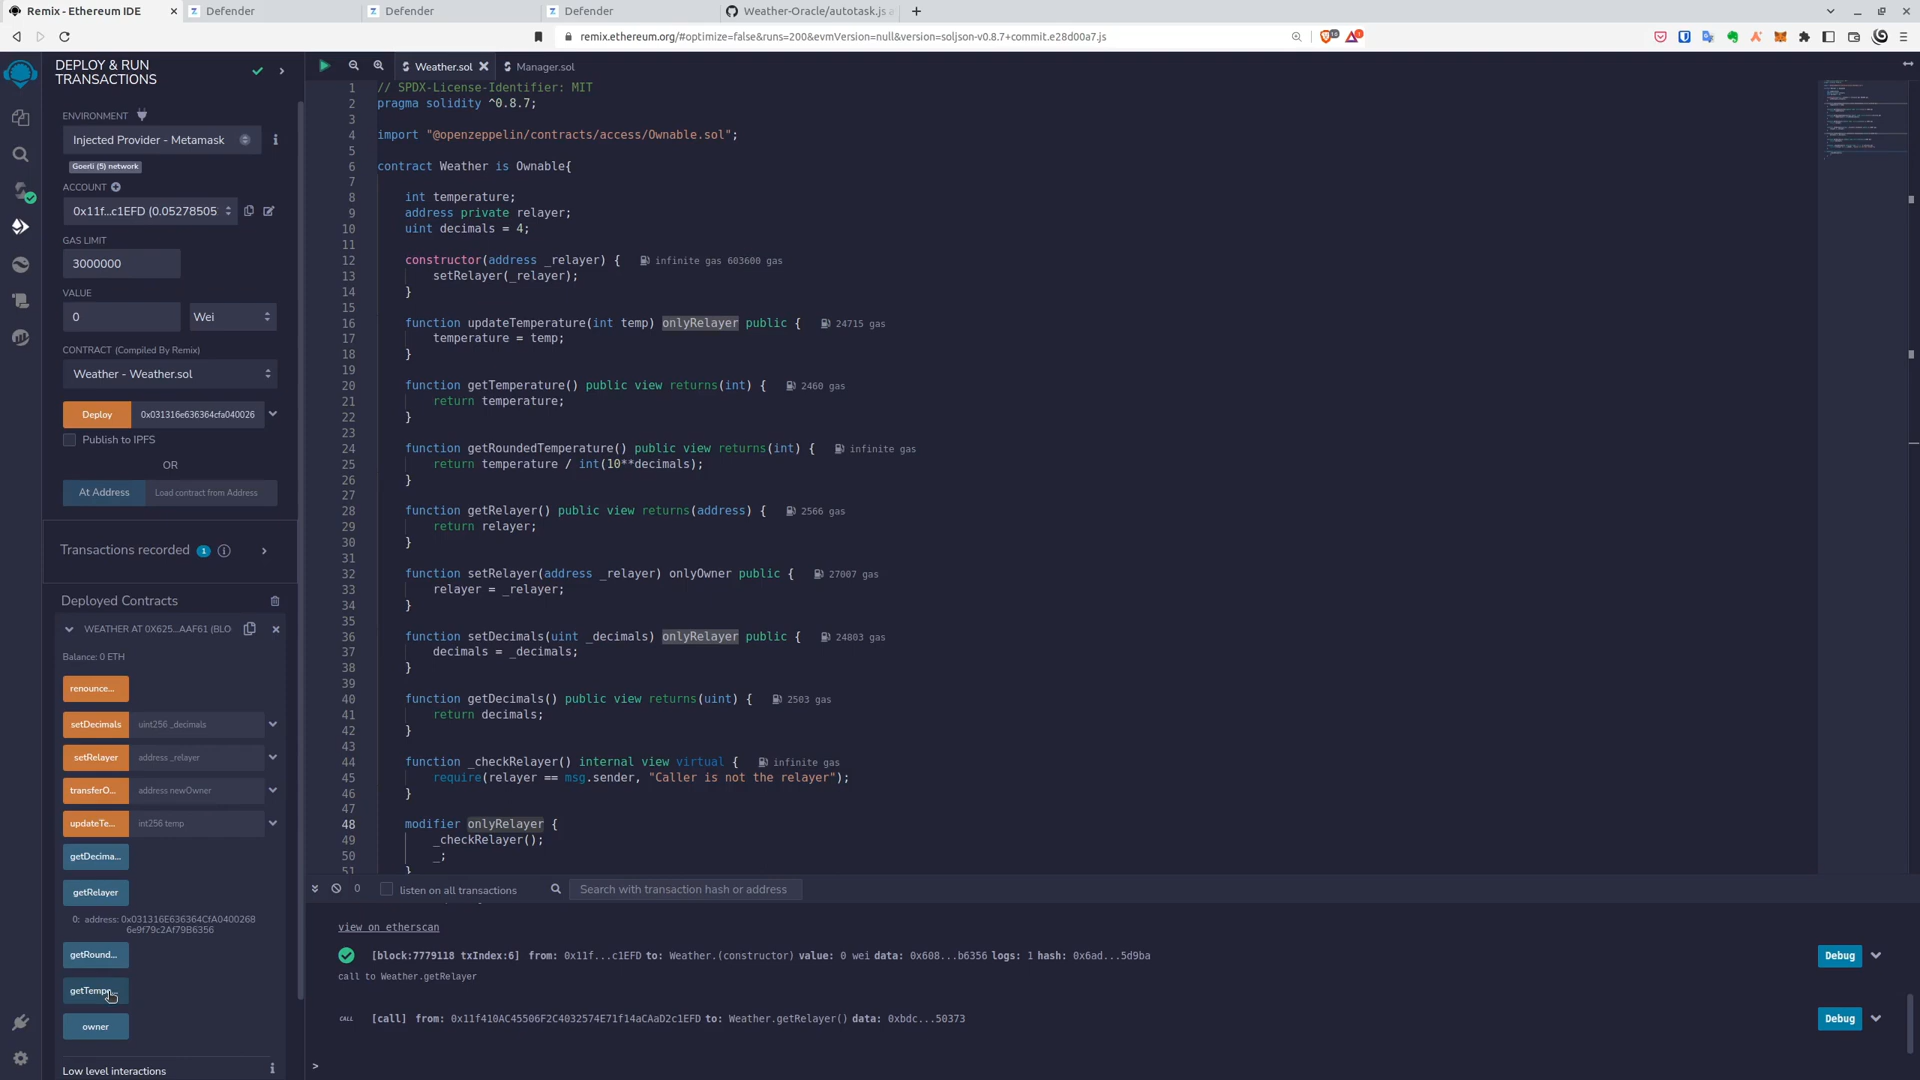 Remix - Ethereum IDE
Defender
Defender
Defender
Weather-Oracle/autotask.js a
remix.ethereum.org/#optimize=false&runs=200&evmVersion=null&version=soljson-v0.8.7+commit.e28d00a7.js
DEPLOY & RUN
TRANSACTIONS
ENVIRONMENT
Injected Provider - Metamask
Goerli (5) network
ACCOUNT
0x11f...c1EFD (0.05278505
GAS LIMIT
3000000
VALUE
0
Wei
CONTRACT (Compiled By Remix)
Weather - Weather.sol
Deploy
0x031316e636364cfa040026
Publish to IPFS
OR
At Address
Load contract from Address
Transactions recorded 1
Deployed Contracts
WEATHER AT 0X625...AAF61 (BLO
Balance: 0 ETH
renounce...
setDecimals
uint256 _decimals
setRelayer
address _relayer
transferO...
address newOwner
updateTe...
int256 temp
getDecima...
getRelayer
0: address: 0x031316E636364CfA0400268
6e9f79c2Af79B6356
getRound...
getTempe...
owner
Low level interactions
Weather.sol
Manager.sol
1 // SPDX-License-Identifier: MIT
2 pragma solidity ^0.8.7;
3
4 import "@openzeppelin/contracts/access/Ownable.sol";
5
6 contract Weather is Ownable{
7
8 int temperature;
9 address private relayer;
10 uint decimals = 4;
11
12 constructor(address _relayer) { infinite gas 603600 gas
13 setRelayer(_relayer);
14 }
15
16 function updateTemperature(int temp) onlyRelayer public { 24715 gas
17 temperature = temp;
18 }
19
20 function getTemperature() public view returns(int) { 2460 gas
21 return temperature;
22 }
23
24 function getRoundedTemperature() public view returns(int) { infinite gas
25 return temperature / int(10**decimals);
26 }
27
28 function getRelayer() public view returns(address) { 2566 gas
29 return relayer;
30 }
31
32 function setRelayer(address _relayer) onlyOwner public { 27007 gas
33 relayer = _relayer;
34 }
35
36 function setDecimals(uint _decimals) onlyRelayer public { 24803 gas
37 decimals = _decimals;
38 }
39
40 function getDecimals() public view returns(uint) { 2503 gas
41 return decimals;
42 }
43
44 function _checkRelayer() internal view virtual { infinite gas
45 require(relayer == msg.sender, "Caller is not the relayer");
46 }
47
48 modifier onlyRelayer {
49 _checkRelayer();
50 _;
51 }
0
listen on all transactions
Search with transaction hash or address
view on etherscan
[block:7779118 txIndex:6] from: 0x11f...c1EFD to: Weather.(constructor) value: 0 wei data: 0x608...b6356 logs: 1 hash: 0x6ad...5d9ba
Debug
call to Weather.getRelayer
CALL [call] from: 0x11f410AC45506F2C4032574E71f14aCAaD2c1EFD to: Weather.getRelayer() data: 0xbdc...50373
Debug
>